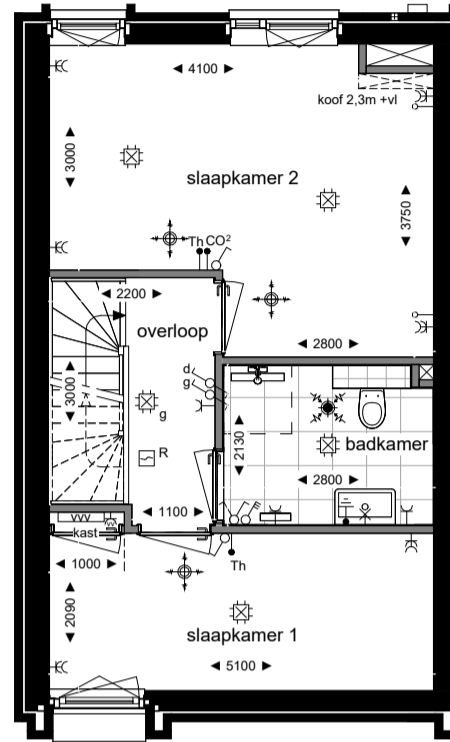 4100
koof 2,3m +vl
3000
slaapkamer 2
3750
Th CO²
2200
overloop
2800
d
g
3000
g
2130
badkamer
R
2800
1100
VVV
kast
1000
Th
2090
slaapkamer 1
5100